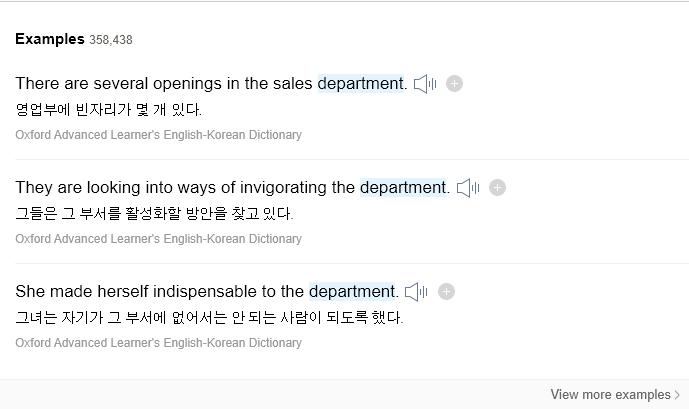 Examples 358,438
There are several openings in the sales department.
영업부에 빈자리가 몇 개 있다.
Oxford Advanced Learner's English-Korean Dictionary
They are looking into ways of invigorating the department.
그들은 그 부서를 활성화할 방안을 찾고 있다.
Oxford Advanced Learner's English-Korean Dictionary
She made herself indispensable to the department.
그녀는 자기가 그 부서에 없어서는 안 되는 사람이 되도록 했다.
Oxford Advanced Learner's English-Korean Dictionary
View more examples